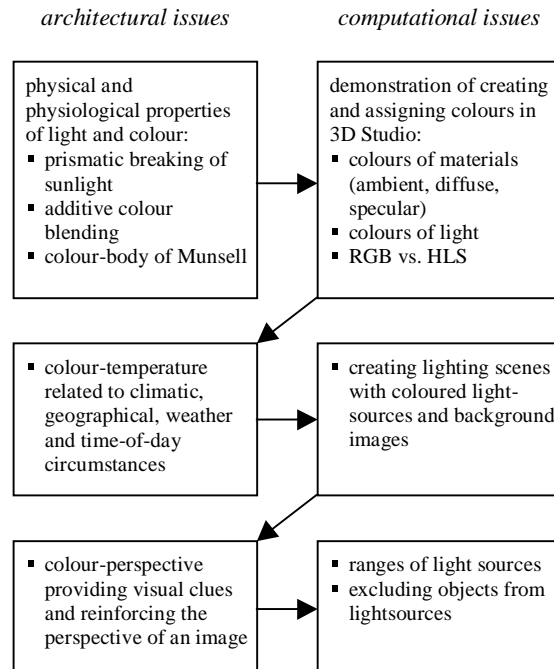 architectural issues
computational issues
physical and
physiological properties
of light and colour:
▪ prismatic breaking of
sunlight
▪ additive colour
blending
▪ colour-body of Munsell
demonstration of creating
and assigning colours in
3D Studio:
▪ colours of materials
(ambient, diffuse,
specular)
▪ colours of light
▪ RGB vs. HLS
▪ colour-temperature
related to climatic,
geographical, weather
and time-of-day
circumstances
▪ creating lighting scenes
with coloured light-
sources and background
images
▪ colour-perspective
providing visual clues
and reinforcing the
perspective of an image
▪ ranges of light sources
▪ excluding objects from
lightsources